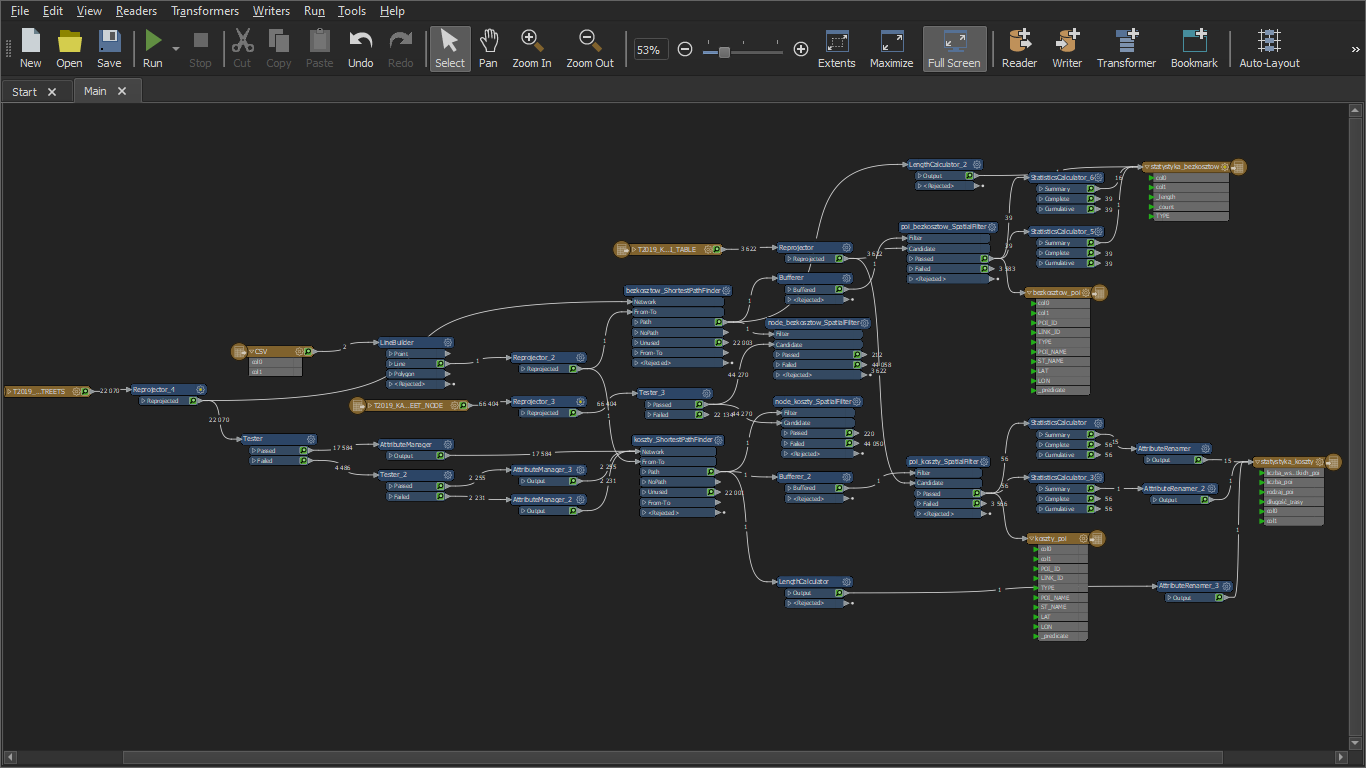 File Edit View Readers Transformers Writers Run Tools Help
New Open Save Run Stop Cut Copy Paste Undo Redo Select Pan Zoom In Zoom Out 53% Extents Maximize Full Screen Reader Writer Transformer Bookmark Auto-Layout »
Start Main
LengthCalculator_2
Output
<Rejected>
StatisticsCalculator_6
Summary
Complete 39
Cumulative 39
16
statystyka_bezkosztow
col0
col1
_length
_count
TYPE
39
39
StatisticsCalculator_5
Summary
Complete 39
Cumulative 39
1
poi_bezkosztow_SpatialFilter
Filter
Candidate
Passed
Failed 3 583
<Rejected>
T2019_K...I_TABLE 3 622
Reprojector
Reprojected 3 622
Bufferer
Buffered 1
<Rejected>
bezkosztow_poi
col0
col1
POI_ID
LINK_ID
TYPE
POI_NAME
ST_NAME
LAT
LON
_predicate
bezkosztow_ShortestPathFinder
Network
From-To
Path
NoPath
Unused 22 003
From-To
<Rejected>
1
1
node_bezkosztow_SpatialFilter
Filter
Candidate
Passed 212
Failed 44 058
<Rejected> 3 622
CSV 2
col0
col1
LineBuilder
Point
Line 1
Polygon
<Rejected>
Reprojector_2
Reprojected
1
T2019_...TREETS 22 070
Reprojector_4
Reprojected
22 070
T2019_KA...EET_NODE 66 404
Reprojector_3
Reprojected 66 404
1
Tester_3
Passed
Failed 22 134
44 270
44 270
node_koszty_SpatialFilter
Filter
Candidate
Passed 220
Failed 44 050
<Rejected>
Tester
Passed 17 584
Failed
4 486
AttributeManager
Output 17 584
Tester_2
Passed 2 255
Failed 2 231
AttributeManager_3
Output
2 255
2 231
AttributeManager_2
Output
koszty_ShortestPathFinder
Network
From-To
Path
NoPath
Unused 22 003
From-To
<Rejected>
1
1
Bufferer_2
Buffered 1
<Rejected>
poi_koszty_SpatialFilter
Filter
Candidate
Passed
Failed 3 566
<Rejected>
56
56
StatisticsCalculator
Summary 15
Complete 56
Cumulative 56
AttributeRenamer
Output 15
StatisticsCalculator_3
Summary 1
Complete 56
Cumulative 56
AttributeRenamer_2
Output
1
statystyka_koszty
liczba_poi
rodzaj_poi
długość_trasy
col0
col1
koszty_poi
col0
col1
POI_ID
LINK_ID
TYPE
POI_NAME
ST_NAME
LAT
LON
_predicate
LengthCalculator
Output 1
<Rejected>
AttributeRenamer_3
Output
1